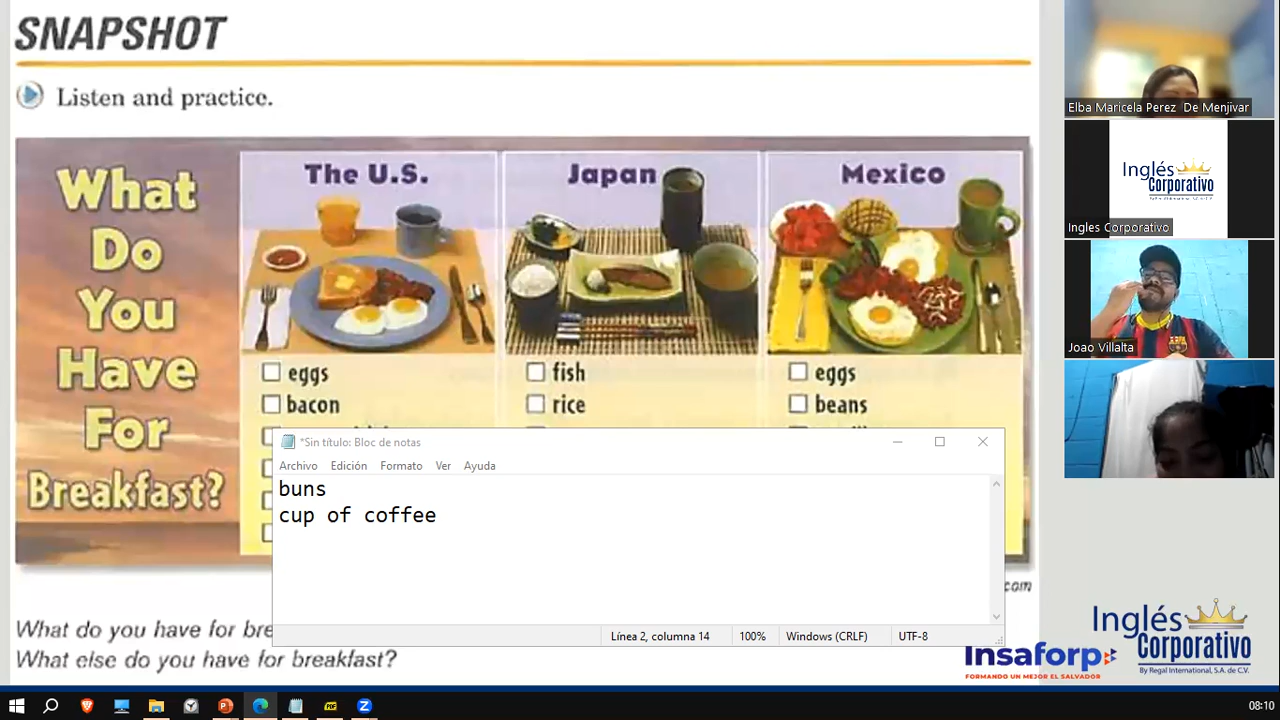 SNAPSHOT
Listen and practice.
What
Do
You
Have
For
Breakfast?
The U.S.
Japan
Mexico
eggs
bacon
fish
rice
eggs
beans
*Sin título: Bloc de notas
Archivo Edición Formato Ver Ayuda
buns
cup of coffee
Línea 2, columna 14 100% Windows (CRLF) UTF-8
com
What do you have for bre
What else do you have for breakfast?
Insaforp
FORMANDO UN MEJOR EL SALVADOR
Inglés
Corporativo
By Regal Internacional, S.A. de C.V.
Elba Maricela Perez De Menjivar
Inglés
Corporativo
Ingles Corporativo
Joao Villalta
08:10